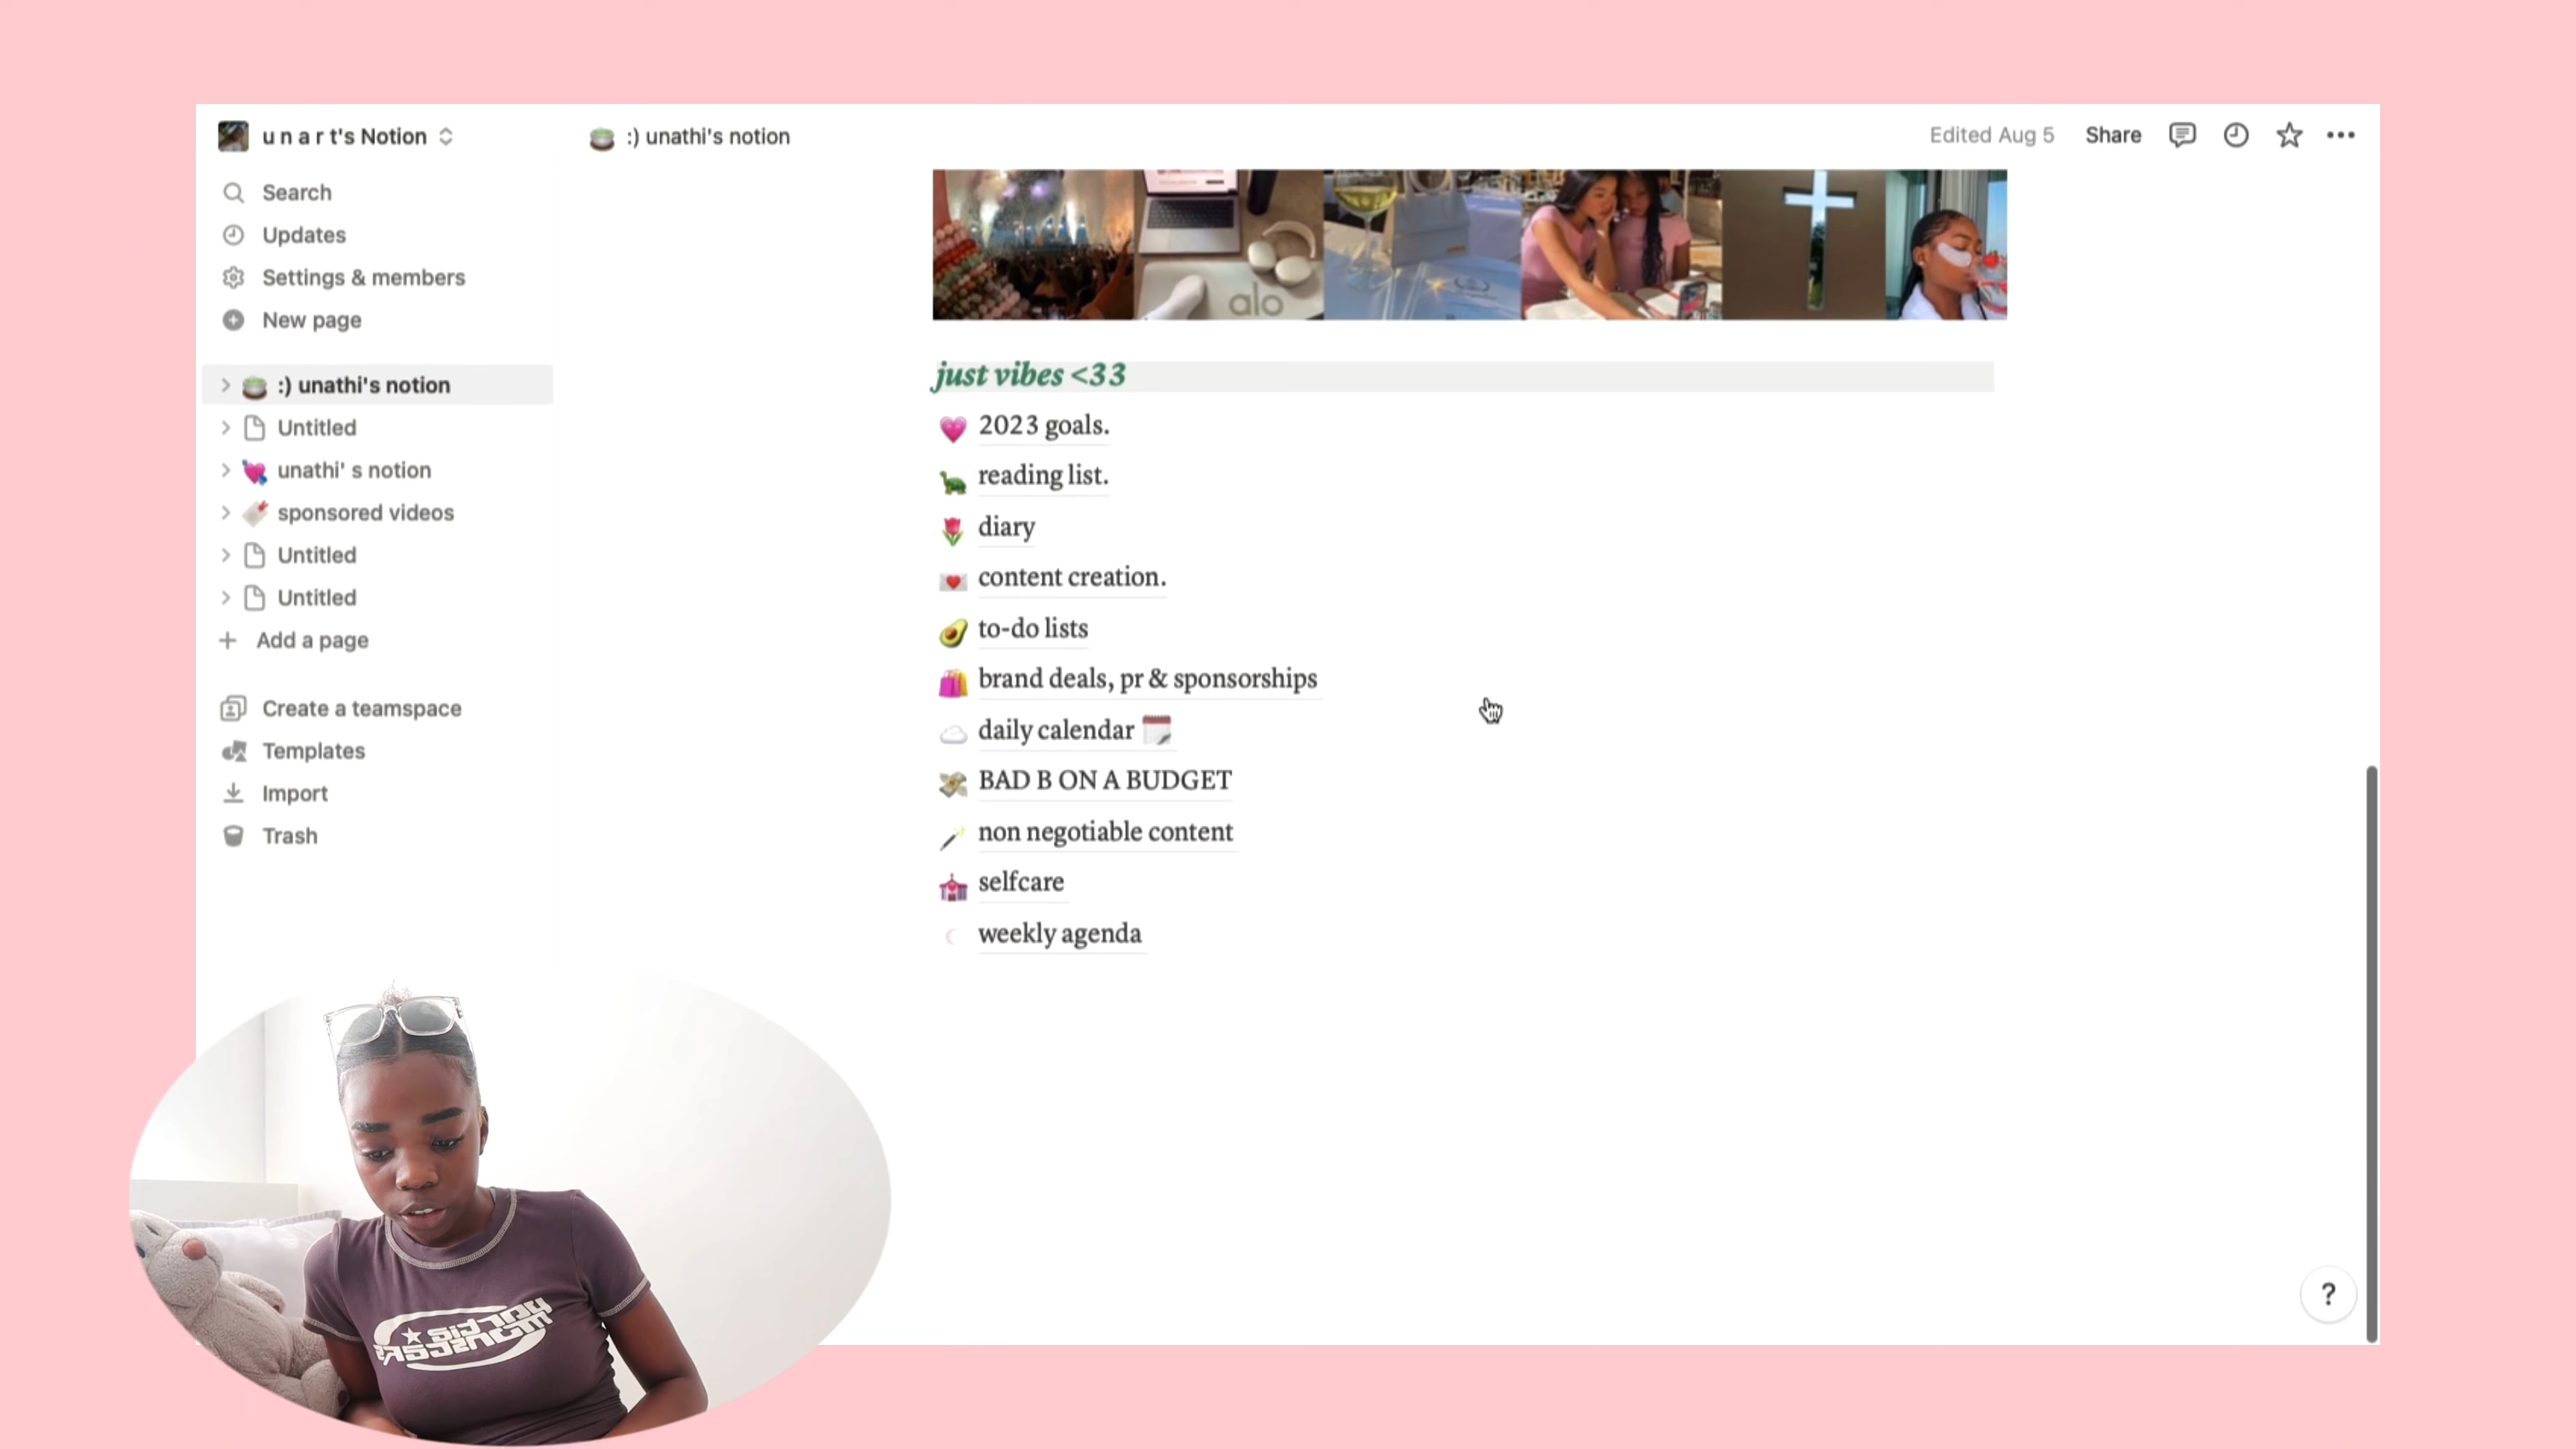 u n a r t's Notion
:) unathi's notion
Edited Aug 5
Share
Search
Updates
Settings & members
New page
:) unathi's notion
Untitled
unathi' s notion
sponsored videos
Untitled
Untitled
Add a page
Create a teamspace
Templates
Import
Trash
alo
just vibes <33
2023 goals.
reading list.
diary
content creation.
to-do lists
brand deals, pr & sponsorships
daily calendar
BAD B ON A BUDGET
non negotiable content
selfcare
weekly agenda
?